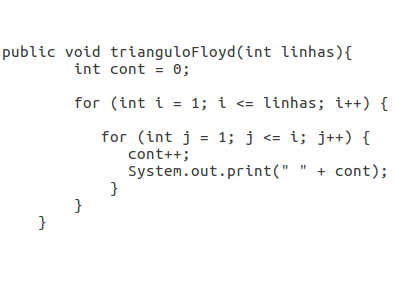 public void trianguloFloyd(int linhas){
int cont = 0;
for (int i = 1; i <= linhas; i++) {
for (int j = 1; j <= i; j++) {
cont++;
System.out.print(" " + cont);
}
}
}